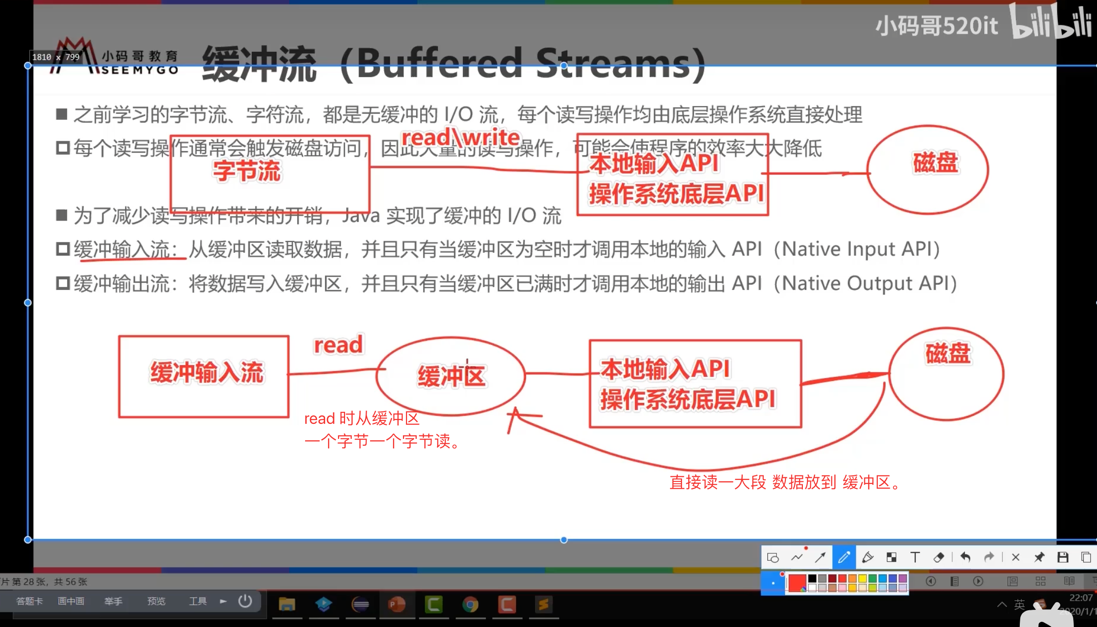 小码哥520it bilibili
1810 x 799
小码哥教育
SEEMYGO
缓冲流（Buffered Streams）
■ 之前学习的字节流、字符流，都是无缓冲的 I/O 流，每个读写操作均由底层操作系统直接处理
每个读写操作通常会触发磁盘访问，因此大量的读写操作，可能会使程序的效率大大降低
read\write
字节流
本地输入API
操作系统底层API
磁盘
■ 为了减少读写操作带来的开销，Java 实现了缓冲的 I/O 流
缓冲输入流：从缓冲区读取数据，并且只有当缓冲区为空时才调用本地的输入 API（Native Input API）
缓冲输出流：将数据写入缓冲区，并且只有当缓冲区已满时才调用本地的输出 API（Native Output API）
缓冲输入流
read
缓冲区
本地输入API
操作系统底层API
磁盘
read 时从缓冲区
一个字节一个字节读。
直接读一大段 数据放到 缓冲区。
片 第 28 张，共 56 张
答题卡 画中画 举手 预览 工具
英
22:07